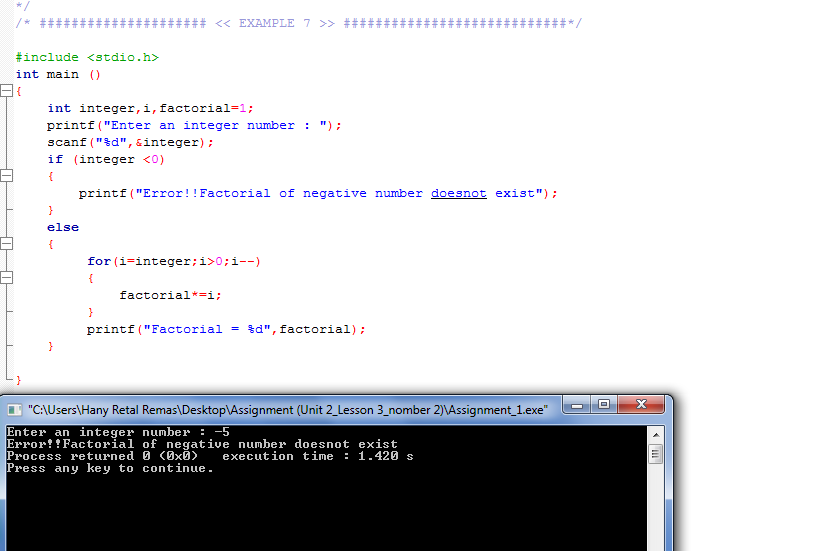 */
/* ##################### << EXAMPLE 7 >> ############################*/
#include <stdio.h>
int main ()
{
int integer,i,factorial=1;
printf("Enter an integer number : ");
scanf("%d",&integer);
if (integer <0)
{
printf("Error!!Factorial of negative number doesnot exist");
}
else
{
for(i=integer;i>0;i--)
{
factorial*=i;
}
printf("Factorial = %d",factorial);
}
}
"C:\Users\Hany Retal Remas\Desktop\Assignment (Unit 2_Lesson 3_nomber 2)\Assignment_1.exe"
Enter an integer number : -5
Error!!Factorial of negative number doesnot exist
Process returned 0 (0x0)   execution time : 1.420 s
Press any key to continue.